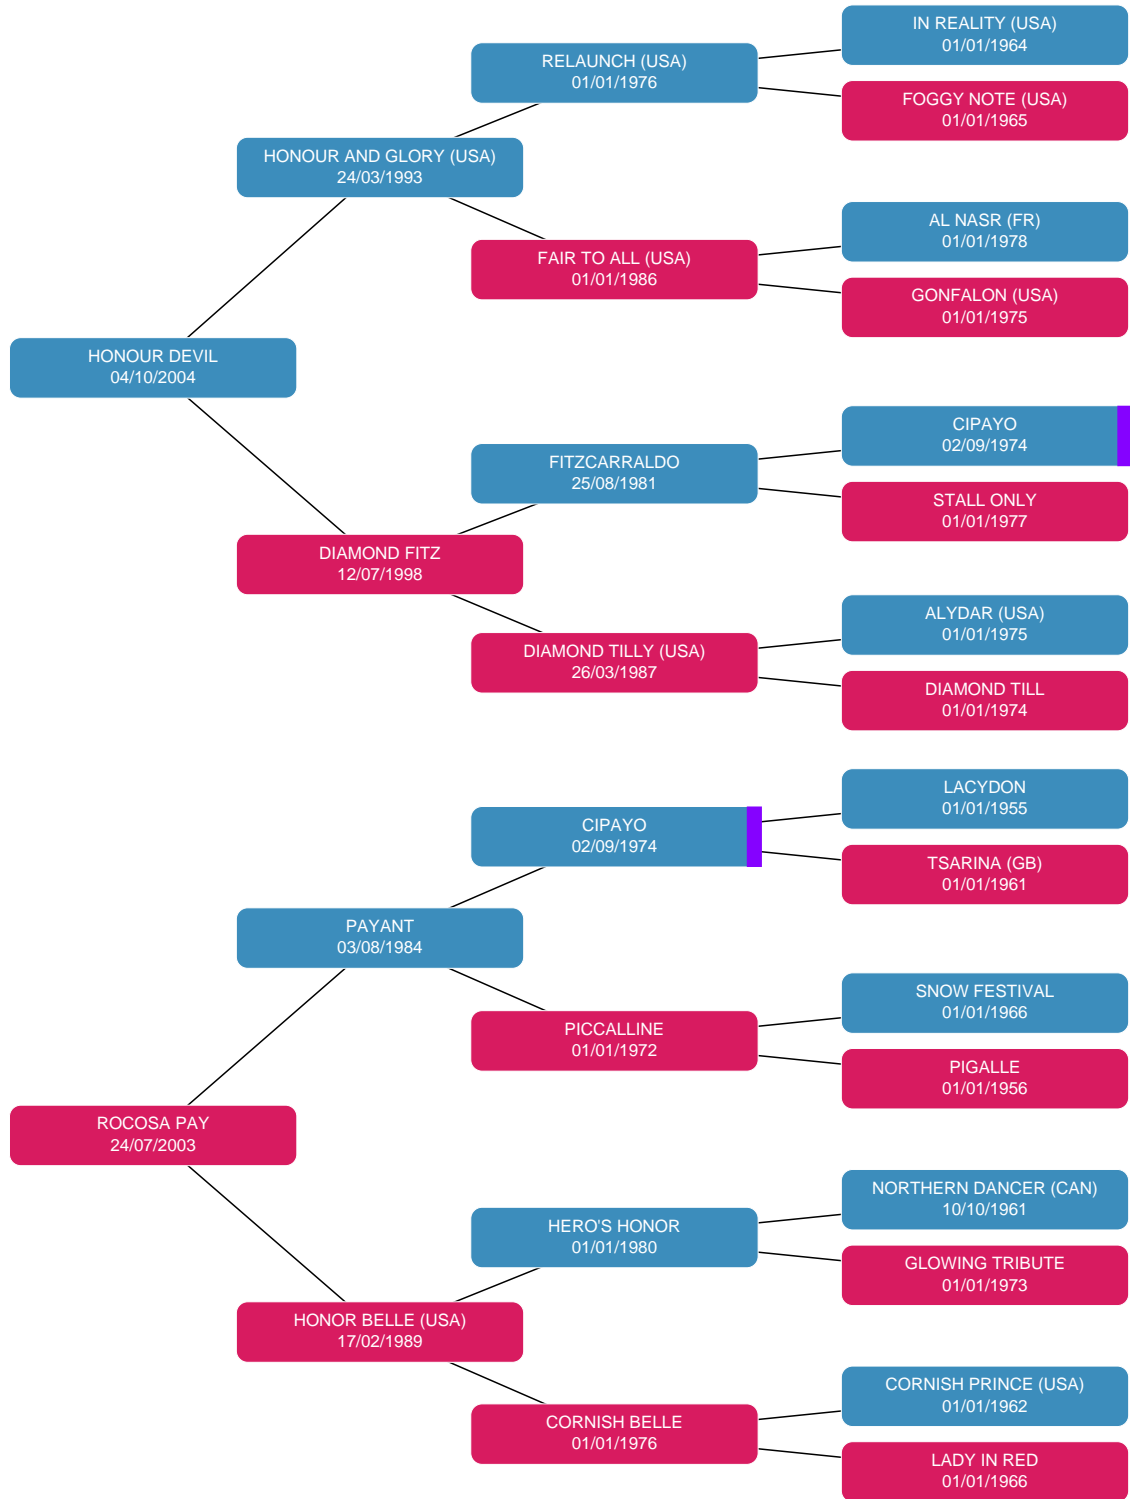 IN REALITY (USA)
01/01/1964
RELAUNCH (USA)
01/01/1976
FOGGY NOTE (USA)
01/01/1965
HONOUR AND GLORY (USA)
24/03/1993
AL NASR (FR)
01/01/1978
FAIR TO ALL (USA)
01/01/1986
GONFALON (USA)
01/01/1975
HONOUR DEVIL
04/10/2004
CIPAYO
02/09/1974
FITZCARRALDO
25/08/1981
STALL ONLY
01/01/1977
DIAMOND FITZ
12/07/1998
ALYDAR (USA)
01/01/1975
DIAMOND TILLY (USA)
26/03/1987
DIAMOND TILL
01/01/1974
LACYDON
01/01/1955
CIPAYO
02/09/1974
TSARINA (GB)
01/01/1961
PAYANT
03/08/1984
SNOW FESTIVAL
01/01/1966
PICCALLINE
01/01/1972
PIGALLE
01/01/1956
ROCOSA PAY
24/07/2003
NORTHERN DANCER (CAN)
10/10/1961
HERO'S HONOR
01/01/1980
GLOWING TRIBUTE
01/01/1973
HONOR BELLE (USA)
17/02/1989
CORNISH PRINCE (USA)
01/01/1962
CORNISH BELLE
01/01/1976
LADY IN RED
01/01/1966